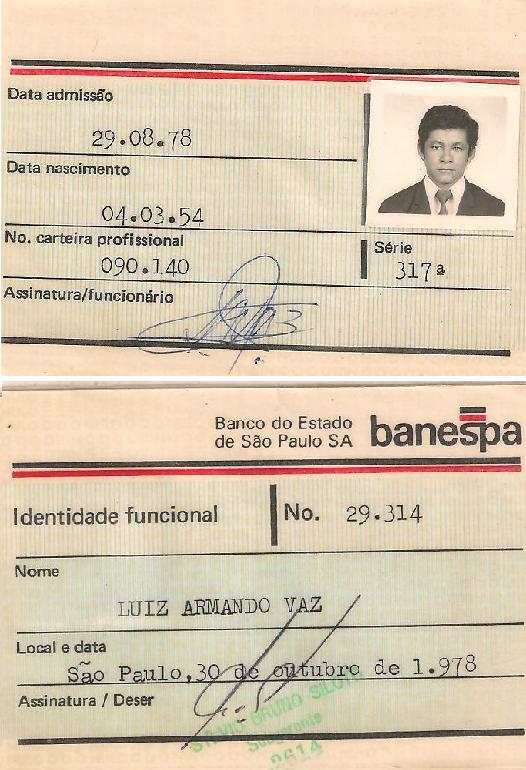 Data admissão
29.08.78
Data nascimento
04.03.54
No. carteira profissional
090.140
Série
317ª
Assinatura/funcionário
Banco do Estado
de São Paulo SA
banespa
Identidade funcional
No. 29.314
Nome
LUIZ ARMANDO VAZ
Local e data
São Paulo,30 de outubro de 1.978
Assinatura / Deser
BRUNO
2614